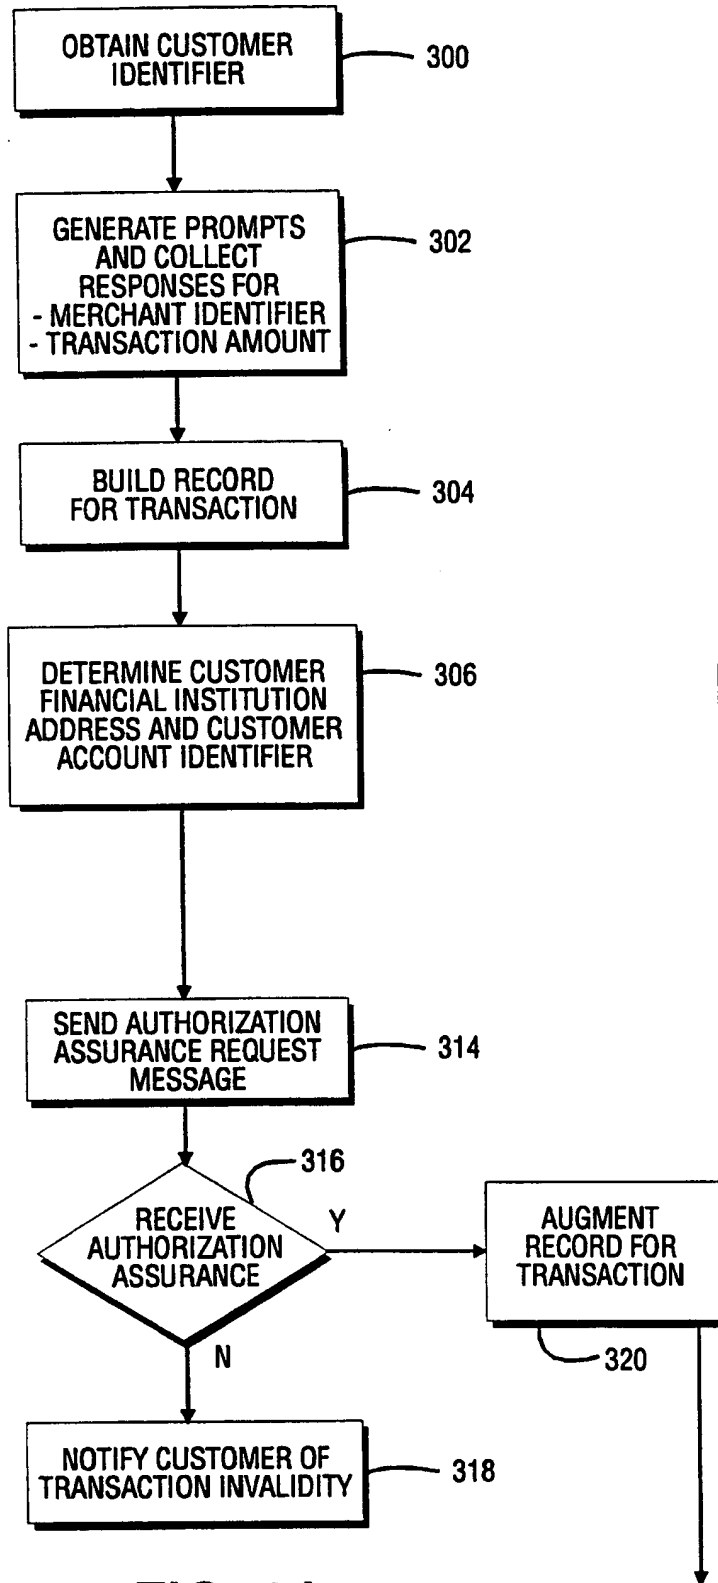 OBTAIN CUSTOMER
IDENTIFIER
300
GENERATE PROMPTS
AND COLLECT
RESPONSES FOR
- MERCHANT IDENTIFIER
- TRANSACTION AMOUNT
302
BUILD RECORD
FOR TRANSACTION
304
DETERMINE CUSTOMER
FINANCIAL INSTITUTION
ADDRESS AND CUSTOMER
ACCOUNT IDENTIFIER
306
SEND AUTHORIZATION
ASSURANCE REQUEST
MESSAGE
314
316
RECEIVE
AUTHORIZATION
ASSURANCE
Y
N
AUGMENT
RECORD FOR
TRANSACTION
320
NOTIFY CUSTOMER OF
TRANSACTION INVALIDITY
318